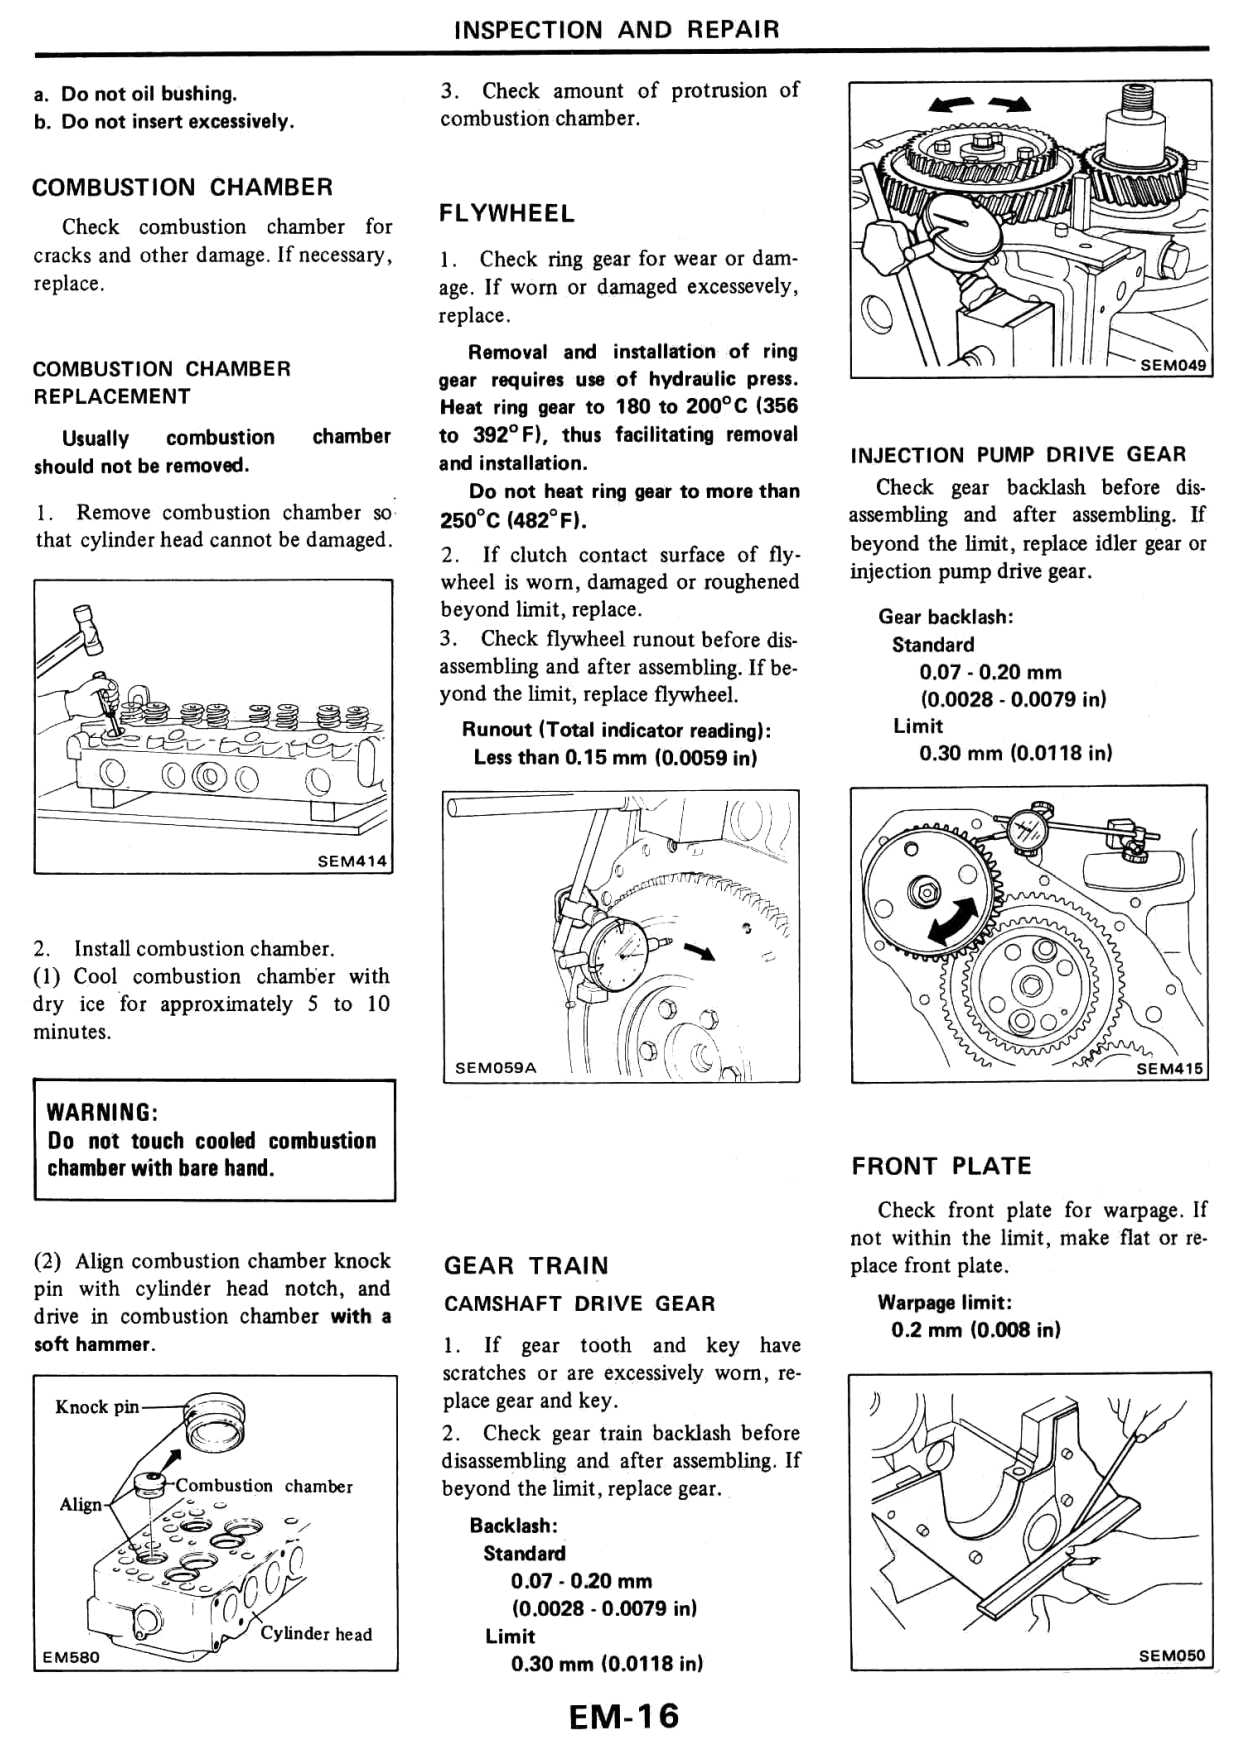 INSPECTION AND REPAIR
a. Do not oil bushing.
b. Do not insert excessively.
COMBUSTION CHAMBER
Check combustion chamber for
cracks and other damage. If necessary,
replace.
COMBUSTION CHAMBER
REPLACEMENT
Usually combustion chamber
should not be removed.
1. Remove combustion chamber so
that cylinder head cannot be damaged.
SEM414
2. Install combustion chamber.
(1) Cool combustion chamber with
dry ice for approximately 5 to 10
minutes.
WARNING:
Do not touch cooled combustion
chamber with bare hand.
(2) Align combustion chamber knock
pin with cylinder head notch, and
drive in combustion chamber with a
soft hammer.
Knock pin
Combustion chamber
Align
Cylinder head
EM580
3. Check amount of protrusion of
combustion chamber.
FLYWHEEL
1. Check ring gear for wear or dam-
age. If worn or damaged excessevely,
replace.
Removal and installation of ring
gear requires use of hydraulic press.
Heat ring gear to 180 to 200°C (356
to 392°F), thus facilitating removal
and installation.
Do not heat ring gear to more than
250°C (482°F).
2. If clutch contact surface of fly-
wheel is worn, damaged or roughened
beyond limit, replace.
3. Check flywheel runout before dis-
assembling and after assembling. If be-
yond the limit, replace flywheel.
Runout (Total indicator reading):
Less than 0.15 mm (0.0059 in)
SEM059A
GEAR TRAIN
CAMSHAFT DRIVE GEAR
1. If gear tooth and key have
scratches or are excessively worn, re-
place gear and key.
2. Check gear train backlash before
disassembling and after assembling. If
beyond the limit, replace gear.
Backlash:
Standard
0.07 - 0.20 mm
(0.0028 - 0.0079 in)
Limit
0.30 mm (0.0118 in)
SEM049
INJECTION PUMP DRIVE GEAR
Check gear backlash before dis-
assembling and after assembling. If
beyond the limit, replace idler gear or
injection pump drive gear.
Gear backlash:
Standard
0.07 - 0.20 mm
(0.0028 - 0.0079 in)
Limit
0.30 mm (0.0118 in)
SEM415
FRONT PLATE
Check front plate for warpage. If
not within the limit, make flat or re-
place front plate.
Warpage limit:
0.2 mm (0.008 in)
SEM050
EM-16